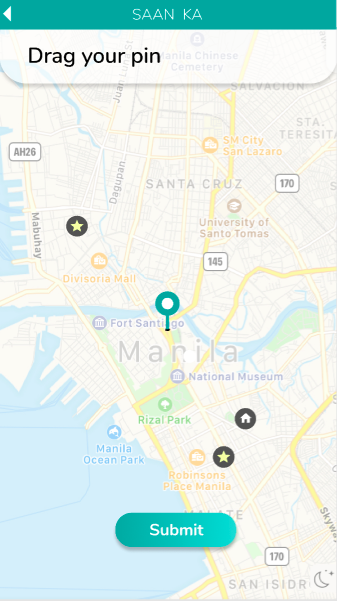 SAAN KA
Drag your pin
Manila Chinese
Cemetery
Juan Luna St
SALVACION
STA.
TERESITA
SM City
San Lazaro
AH26
Dagupan
SANTA CRUZ
170
University of
Santo Tomas
Mabuhay
145
Divisoria Mall
Fort Santiago
Manila
National Museum
Rizal Park
Manila
Ocean Park
Robinsons
Place Manila
MALATE
Submit
Skyway
170
SAN ISIDR